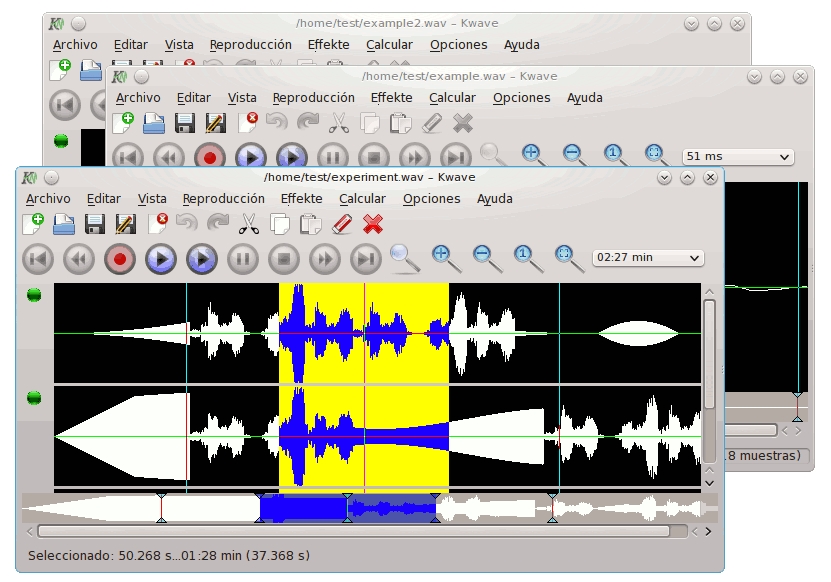 /home/test/example2.wav – Kwave
Archivo Editar Vista Reproducción Effekte Calcular Opciones Ayuda
/home/test/example.wav – Kwave
Archivo Editar Vista Reproducción Effekte Calcular Opciones Ayuda
51 ms
/home/test/experiment.wav – Kwave
Archivo Editar Vista Reproducción Effekte Calcular Opciones Ayuda
02:27 min
8 muestras)
Seleccionado: 50.268 s...01:28 min (37.368 s)